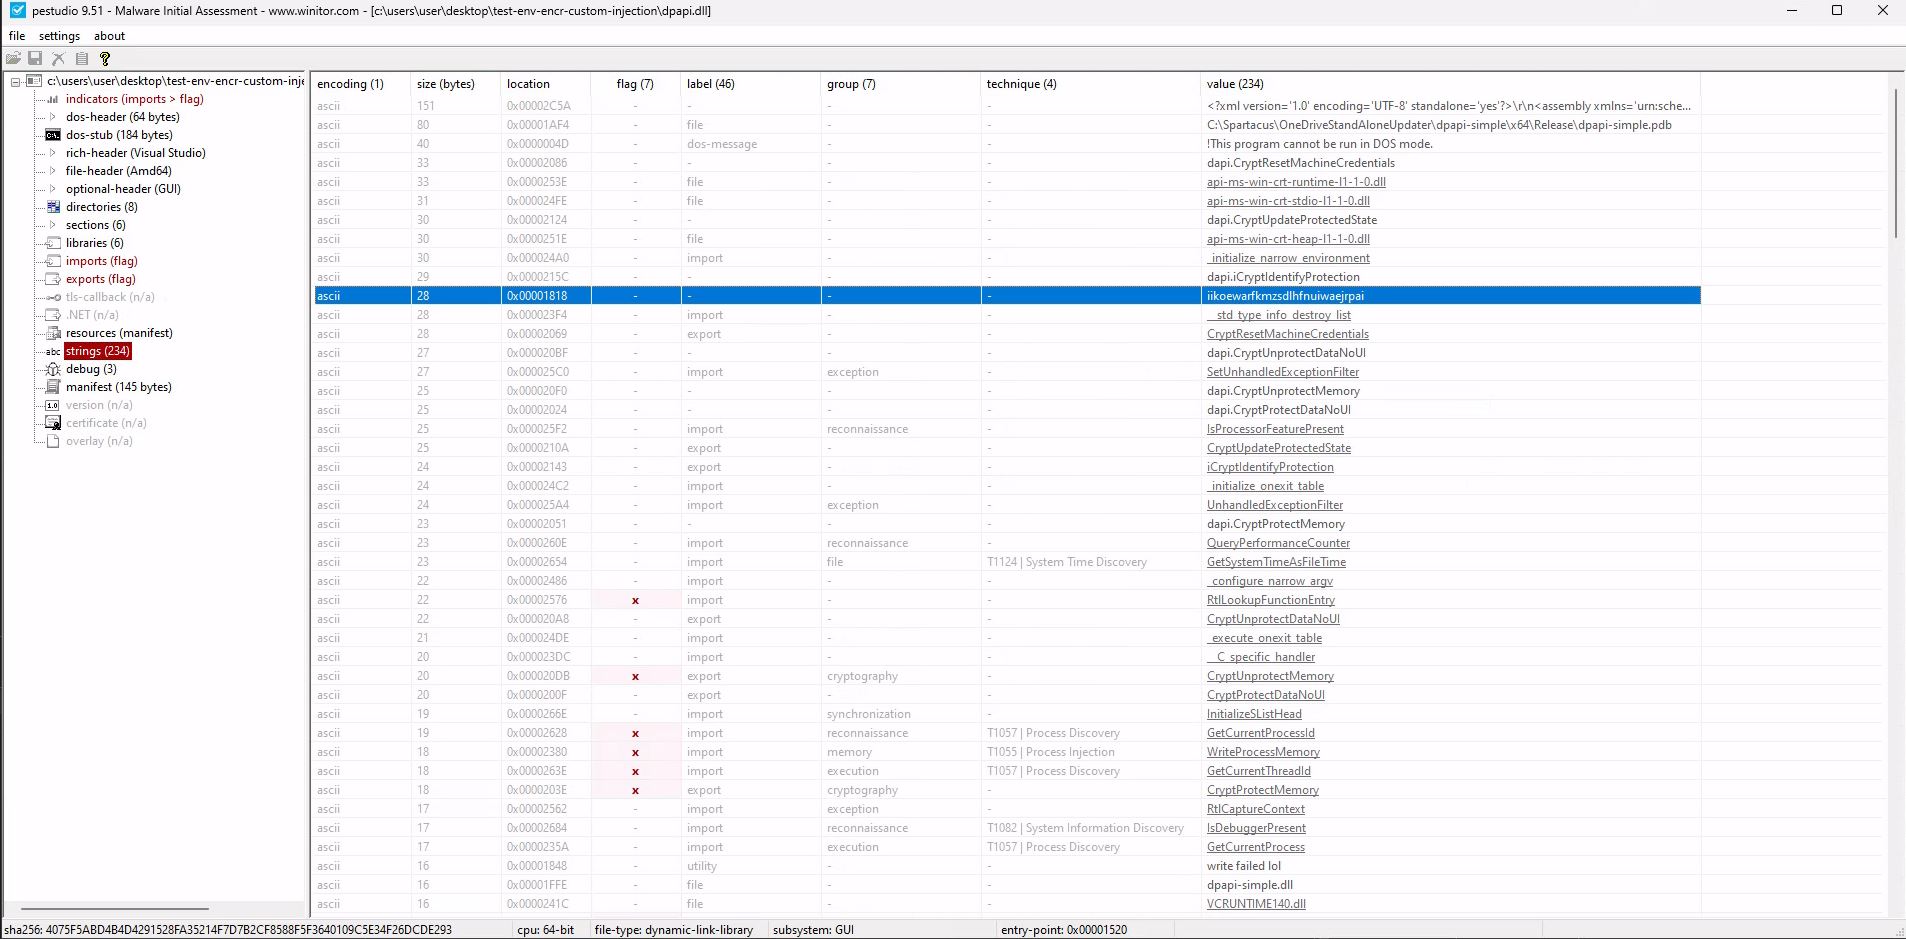 pestudio 9.51 - Malware Initial Assessment - www.winitor.com - [c:\users\user\desktop\test-env-encr-custom-injection\dpapi.dll]
file settings about
c:\users\user\desktop\test-env-encr-custom-inje
indicators (imports > flag)
dos-header (64 bytes)
dos-stub (184 bytes)
rich-header (Visual Studio)
file-header (Amd64)
optional-header (GUI)
directories (8)
sections (6)
libraries (6)
imports (flag)
exports (flag)
tls-callback (n/a)
.NET (n/a)
resources (manifest)
abc strings (234)
debug (3)
manifest (145 bytes)
1.0 version (n/a)
certificate (n/a)
overlay (n/a)
encoding (1) size (bytes) location flag (7) label (46) group (7) technique (4) value (234)
ascii 151 0x00002C5A - - - - <?xml version='1.0' encoding='UTF-8' standalone='yes'?>\r\n<assembly xmlns='urn:sche...
ascii 80 0x00001AF4 - file - - C:\Spartacus\OneDriveStandAloneUpdater\dpapi-simple\x64\Release\dpapi-simple.pdb
ascii 40 0x0000004D - dos-message - - !This program cannot be run in DOS mode.
ascii 33 0x00002086 - - - - dapi.CryptResetMachineCredentials
ascii 33 0x0000253E - file - - api-ms-win-crt-runtime-l1-1-0.dll
ascii 31 0x000024FE - file - - api-ms-win-crt-stdio-l1-1-0.dll
ascii 30 0x00002124 - - - - dapi.CryptUpdateProtectedState
ascii 30 0x0000251E - file - - api-ms-win-crt-heap-l1-1-0.dll
ascii 30 0x000024A0 - import - - _initialize_narrow_environment
ascii 29 0x0000215C - - - - dapi.iCryptIdentifyProtection
ascii 28 0x00001818 - - - - iikoewarfkmzsdlhfnuiwaejrpai
ascii 28 0x000023F4 - import - - __std_type_info_destroy_list
ascii 28 0x00002069 - export - - CryptResetMachineCredentials
ascii 27 0x000020BF - - - - dapi.CryptUnprotectDataNoUI
ascii 27 0x000025C0 - import exception - SetUnhandledExceptionFilter
ascii 25 0x000020F0 - - - - dapi.CryptUnprotectMemory
ascii 25 0x00002024 - - - - dapi.CryptProtectDataNoUI
ascii 25 0x000025F2 - import reconnaissance - IsProcessorFeaturePresent
ascii 25 0x0000210A - export - - CryptUpdateProtectedState
ascii 24 0x00002143 - export - - iCryptIdentifyProtection
ascii 24 0x000024C2 - import - - _initialize_onexit_table
ascii 24 0x000025A4 - import exception - UnhandledExceptionFilter
ascii 23 0x00002051 - - - - dapi.CryptProtectMemory
ascii 23 0x0000260E - import reconnaissance - QueryPerformanceCounter
ascii 23 0x00002654 - import file T1124 | System Time Discovery GetSystemTimeAsFileTime
ascii 22 0x00002486 - import - - _configure_narrow_argv
ascii 22 0x00002576 x import - - RtlLookupFunctionEntry
ascii 22 0x000020A8 - export - - CryptUnprotectDataNoUI
ascii 21 0x000024DE - import - - _execute_onexit_table
ascii 20 0x000023DC - import - - __C_specific_handler
ascii 20 0x000020DB x export cryptography - CryptUnprotectMemory
ascii 20 0x0000200F - export - - CryptProtectDataNoUI
ascii 19 0x0000266E - import synchronization - InitializeSListHead
ascii 19 0x00002628 x import reconnaissance T1057 | Process Discovery GetCurrentProcessId
ascii 18 0x00002380 x import memory T1055 | Process Injection WriteProcessMemory
ascii 18 0x0000263E x import execution T1057 | Process Discovery GetCurrentThreadId
ascii 18 0x0000203E x export cryptography - CryptProtectMemory
ascii 17 0x00002562 - import exception - RtlCaptureContext
ascii 17 0x00002684 - import reconnaissance T1082 | System Information Discovery IsDebuggerPresent
ascii 17 0x0000235A - import execution T1057 | Process Discovery GetCurrentProcess
ascii 16 0x00001848 - utility - - write failed lol
ascii 16 0x00001FFE - file - - dpapi-simple.dll
ascii 16 0x0000241C - file - - VCRUNTIME140.dll
sha256: 4075F5ABD4B4D4291528FA35214F7D7B2CF8588F5F3640109C5E34F26DCDE293 cpu: 64-bit file-type: dynamic-link-library subsystem: GUI entry-point: 0x00001520